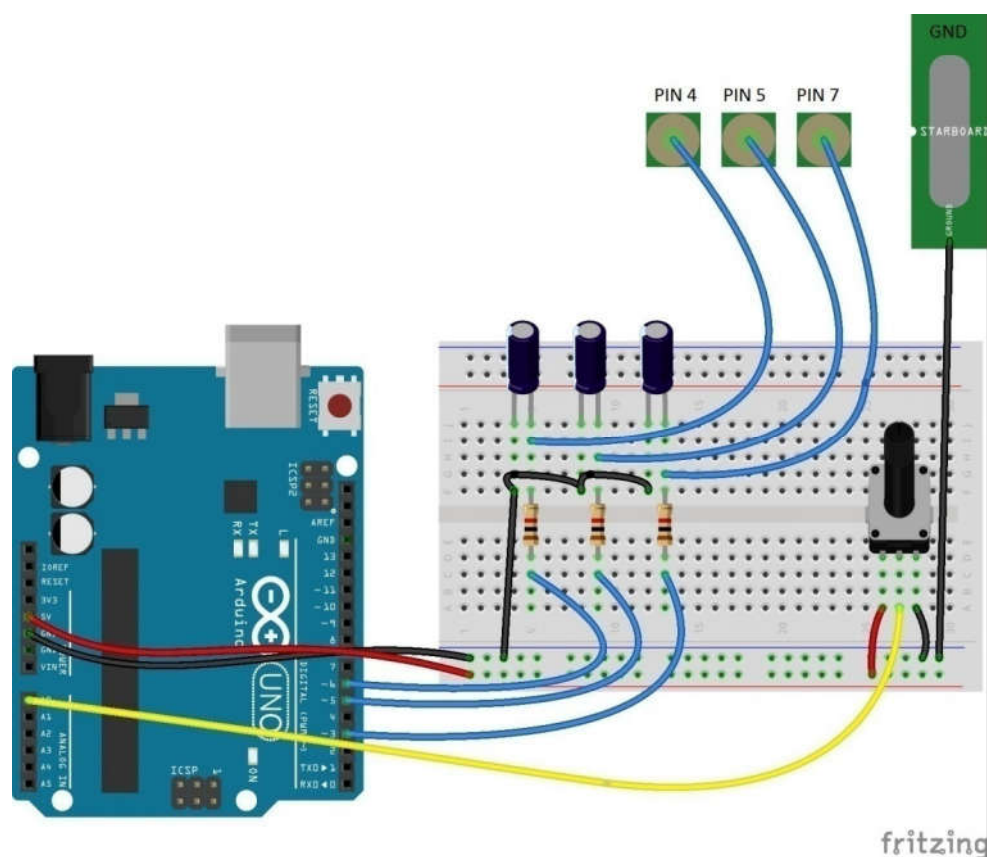 GND
PIN 4 PIN 5 PIN 7
STARBOARD
GROUND
RESET
ICSP2
AREF
GND
13
12
~11
~10
~9
8
7
~6
~5
4
~3
2
TX0▶1
RX0◀0
DIGITAL (PWM~)
TX
RX
L
Arduino
UNO
ON
ICSP
1
IOREF
RESET
3V3
5V
GND
GND
VIN
POWER
A0
A1
A2
A3
A4
A5
ANALOG IN
fritzing